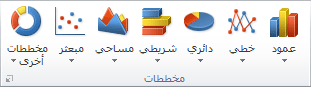 عمود
خطي
دائري
شريطي
مساحي
مبعثر
مخططات
أخرى
مخططات